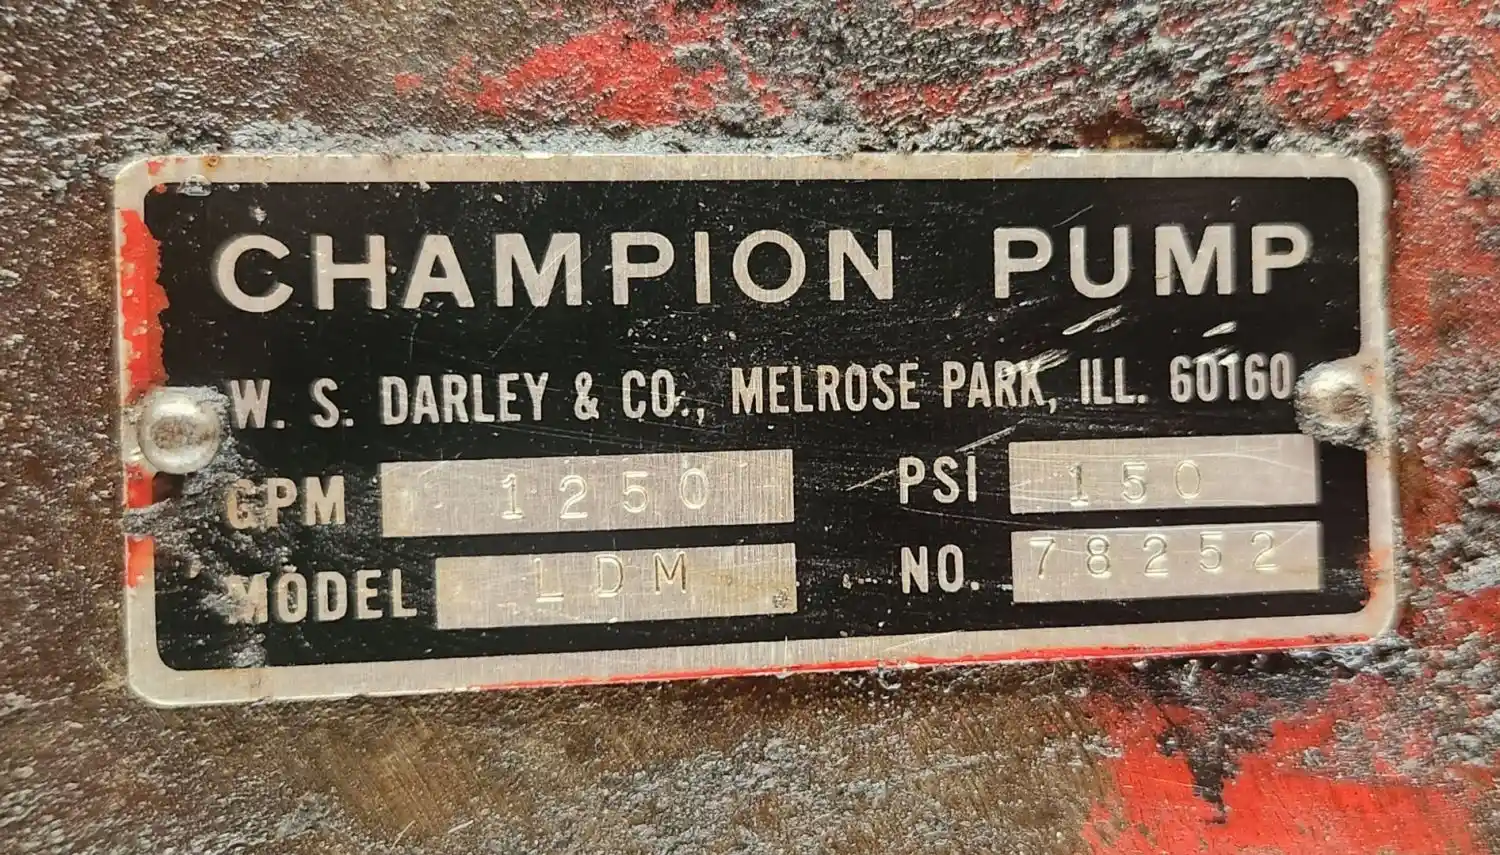 CHAMPION PUMP
W. S. DARLEY & CO., MELROSE PARK, ILL. 60160
GPM 1250 PSI 150
MODEL LDM NO. 78252